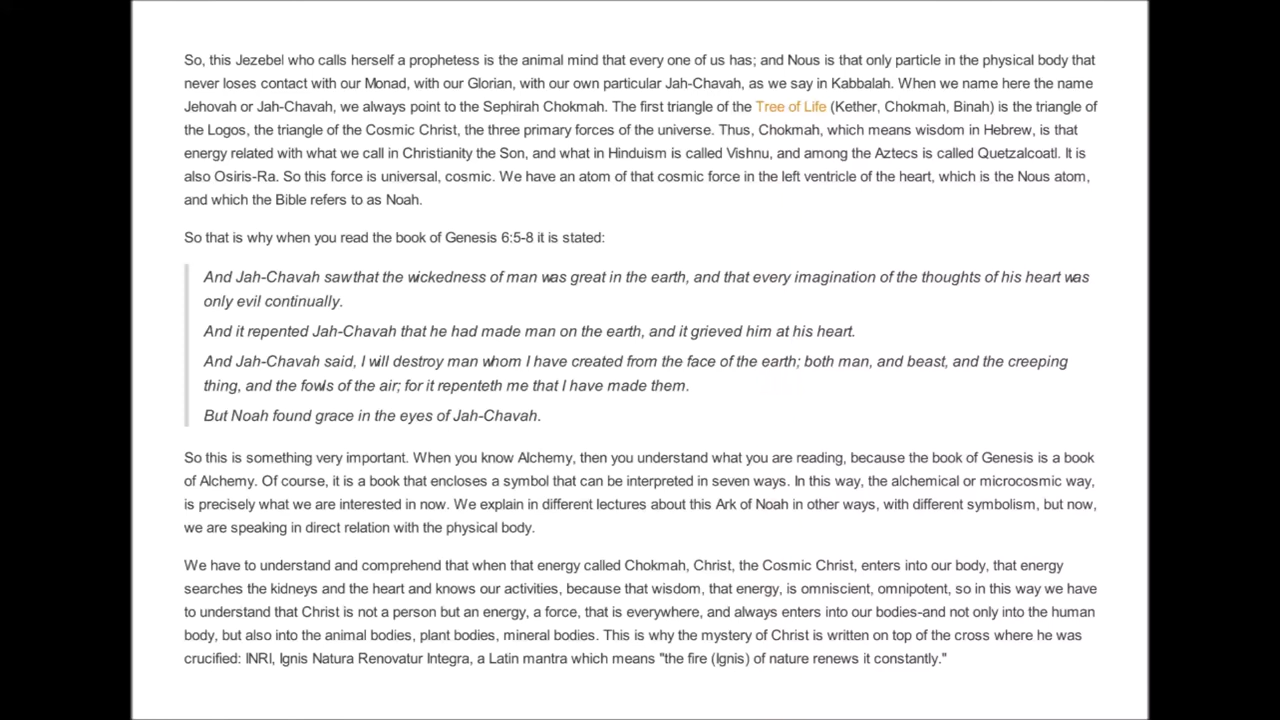 So, this Jezebel who calls herself a prophetess is the animal mind that every one of us has; and Nous is that only particle in the physical body that
never loses contact with our Monad, with our Glorian, with our own particular Jah-Chavah, as we say in Kabbalah. When we name here the name
Jehovah or Jah-Chavah, we always point to the Sephirah Chokmah. The first triangle of the Tree of Life (Kether, Chokmah, Binah) is the triangle of
the Logos, the triangle of the Cosmic Christ, the three primary forces of the universe. Thus, Chokmah, which means wisdom in Hebrew, is that
energy related with what we call in Christianity the Son, and what in Hinduism is called Vishnu, and among the Aztecs is called Quetzalcoatl. It is
also Osiris-Ra. So this force is universal, cosmic. We have an atom of that cosmic force in the left ventricle of the heart, which is the Nous atom,
and which the Bible refers to as Noah.
So that is why when you read the book of Genesis 6:5-8 it is stated:
And Jah-Chavah saw that the wickedness of man was great in the earth, and that every imagination of the thoughts of his heart was
only evil continually.
And it repented Jah-Chavah that he had made man on the earth, and it grieved him at his heart.
And Jah-Chavah said, I will destroy man whom I have created from the face of the earth; both man, and beast, and the creeping
thing, and the fowls of the air; for it repenteth me that I have made them.
But Noah found grace in the eyes of Jah-Chavah.
So this is something very important. When you know Alchemy, then you understand what you are reading, because the book of Genesis is a book
of Alchemy. Of course, it is a book that encloses a symbol that can be interpreted in seven ways. In this way, the alchemical or microcosmic way,
is precisely what we are interested in now. We explain in different lectures about this Ark of Noah in other ways, with different symbolism, but now,
we are speaking in direct relation with the physical body.
We have to understand and comprehend that when that energy called Chokmah, Christ, the Cosmic Christ, enters into our body, that energy
searches the kidneys and the heart and knows our activities, because that wisdom, that energy, is omniscient, omnipotent, so in this way we have
to understand that Christ is not a person but an energy, a force, that is everywhere, and always enters into our bodies-and not only into the human
body, but also into the animal bodies, plant bodies, mineral bodies. This is why the mystery of Christ is written on top of the cross where he was
crucified: INRI, Ignis Natura Renovatur Integra, a Latin mantra which means "the fire (Ignis) of nature renews it constantly."